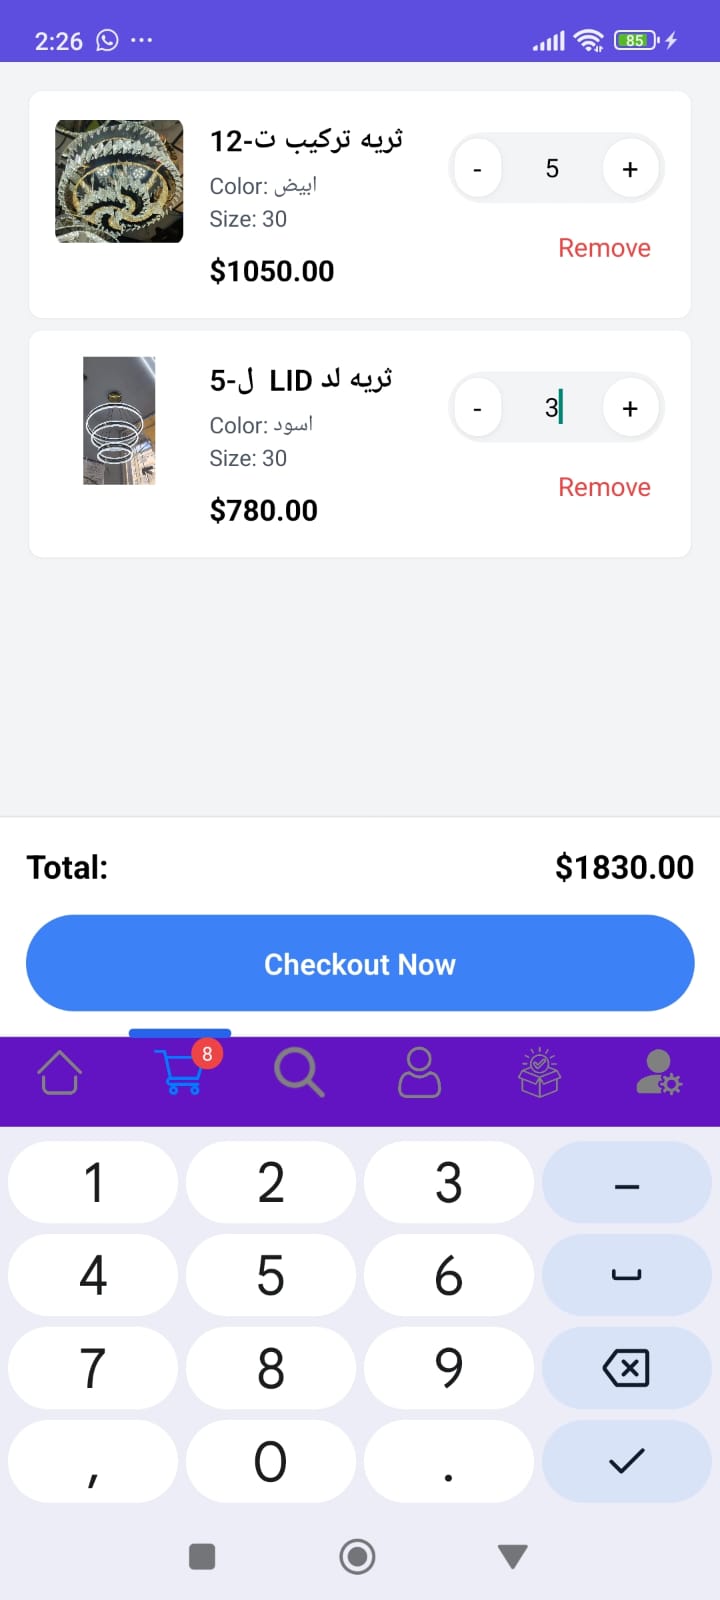 2:26 ...
85
ثريه تركيب ت-12
Color: ابيض
Size: 30
$1050.00
- 5 +
Remove
ثريه لد LID ل-5
Color: اسود
Size: 30
$780.00
- 3 +
Remove
Total: $1830.00
Checkout Now
8
1 2 3 –
4 5 6
7 8 9
, 0 .